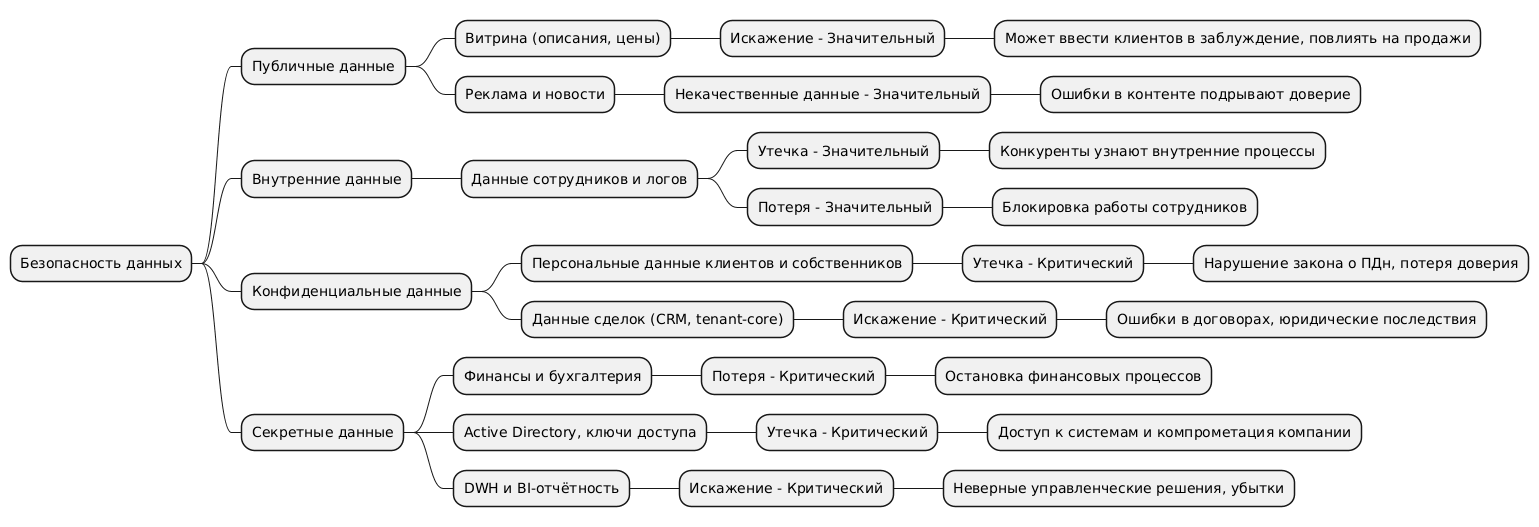 Безопасность данных
Публичные данные
Витрина (описания, цены)
Искажение - Значительный
Может ввести клиентов в заблуждение, повлиять на продажи
Реклама и новости
Некачественные данные - Значительный
Ошибки в контенте подрывают доверие
Внутренние данные
Данные сотрудников и логов
Утечка - Значительный
Конкуренты узнают внутренние процессы
Потеря - Значительный
Блокировка работы сотрудников
Конфиденциальные данные
Персональные данные клиентов и собственников
Утечка - Критический
Нарушение закона о ПДн, потеря доверия
Данные сделок (CRM, tenant-core)
Искажение - Критический
Ошибки в договорах, юридические последствия
Секретные данные
Финансы и бухгалтерия
Потеря - Критический
Остановка финансовых процессов
Active Directory, ключи доступа
Утечка - Критический
Доступ к системам и компрометация компании
DWH и BI-отчётность
Искажение - Критический
Неверные управленческие решения, убытки